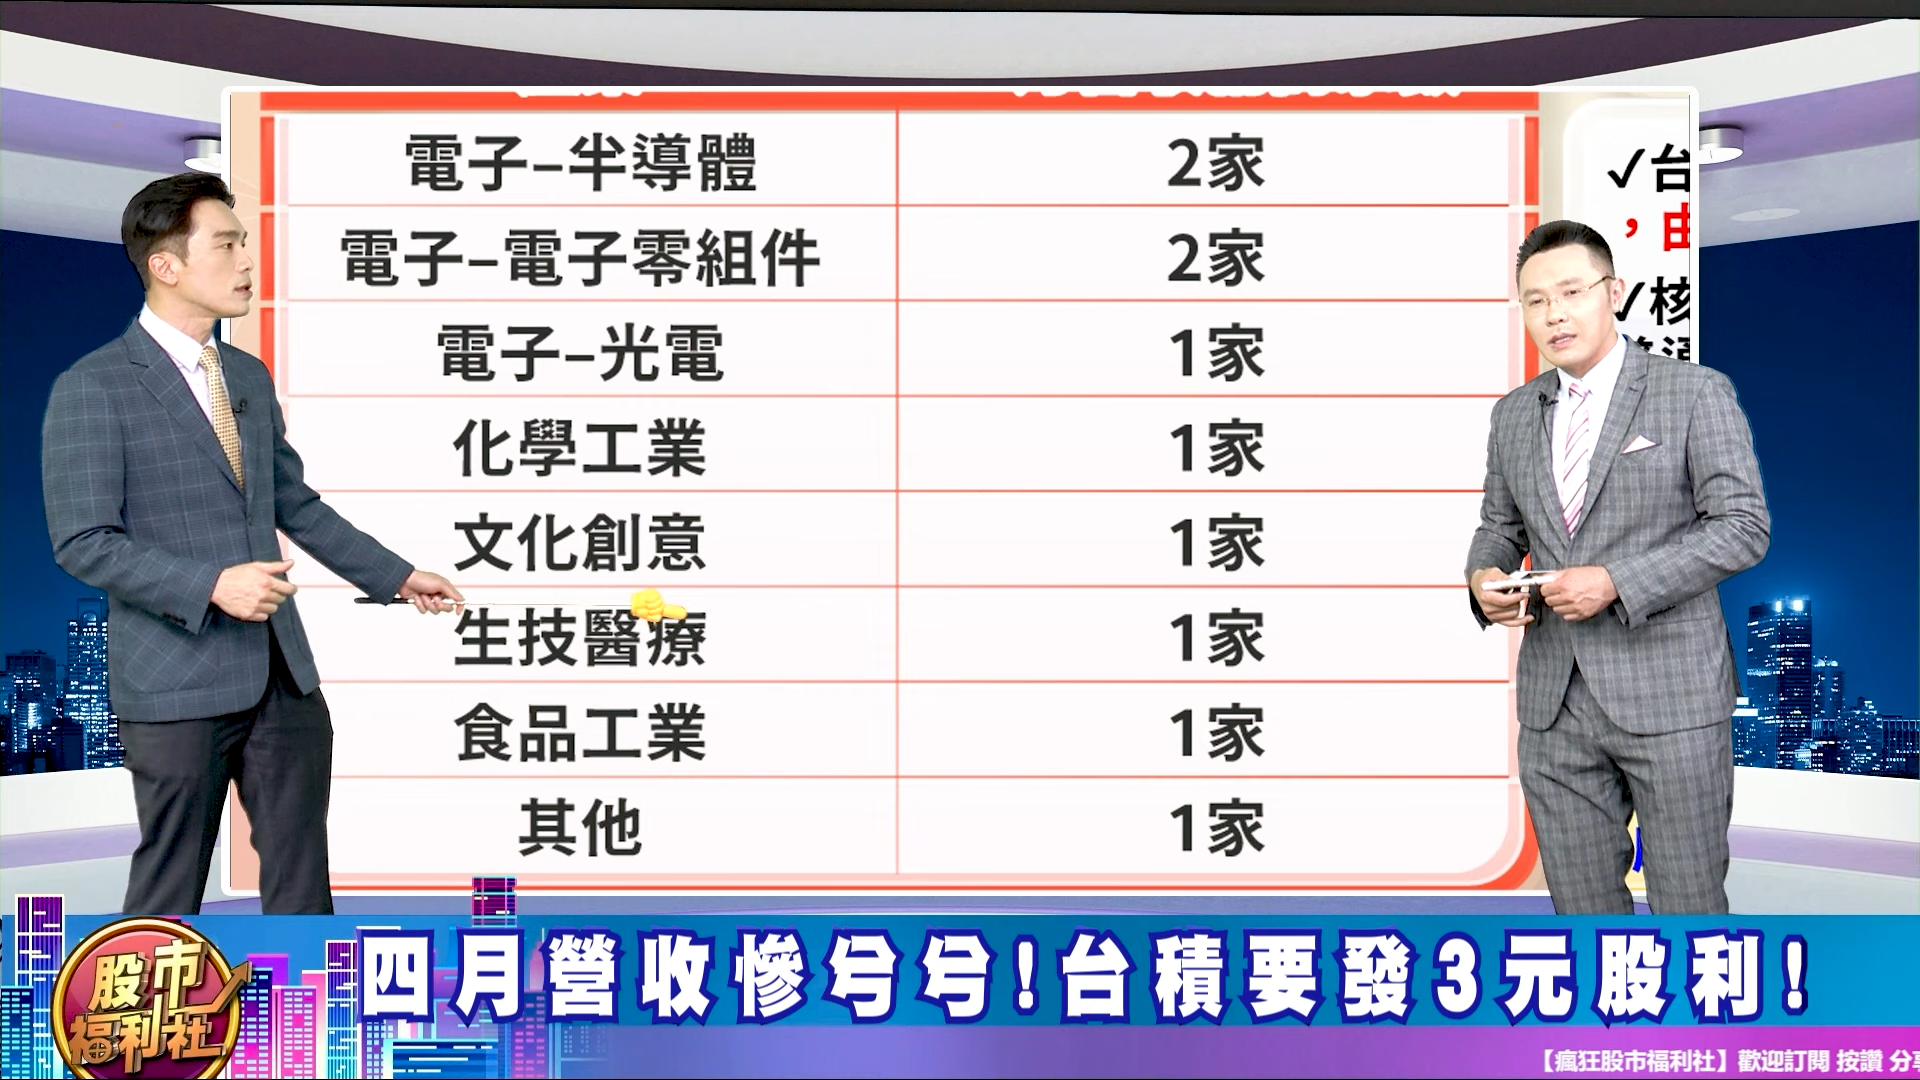 電子–半導體 2家
電子–電子零組件 2家
電子–光電 1家
化學工業 1家
文化創意 1家
生技醫療 1家
食品工業 1家
其他 1家
✓台
，由
✓核
四月營收慘兮兮!台積要發3元股利!
股市
福利社
【瘋狂股市福利社】歡迎訂閱 按讚 分享